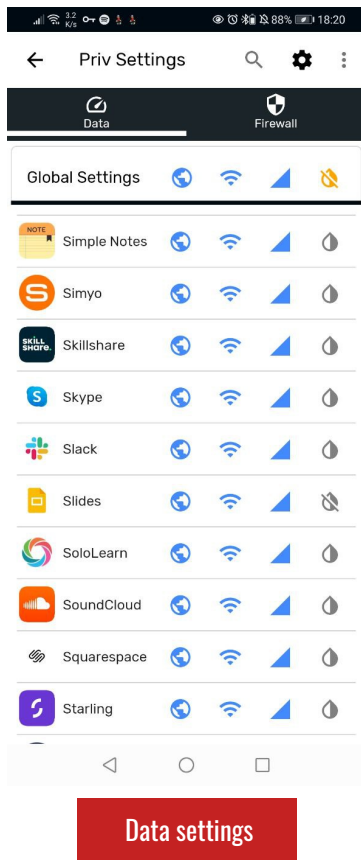 3.2
K/s
88%
18:20
Priv Settings
Data
Firewall
Global Settings
NOTE
Simple Notes
S
Simyo
SKILL
SHARE.
Skillshare
S
Skype
Slack
Slides
SoloLearn
SoundCloud
Squarespace
Starling
Data settings